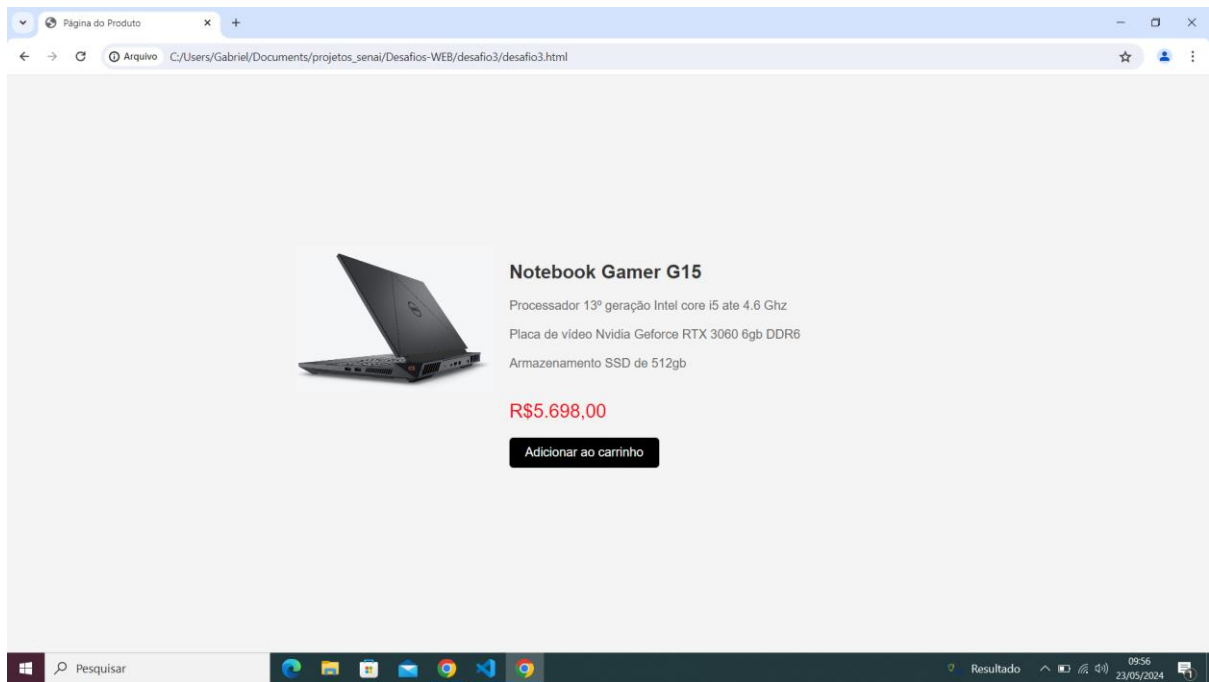 Página do Produto
Arquivo C:/Users/Gabriel/Documents/projetos_senai/Desafios-WEB/desafio3/desafio3.html
Notebook Gamer G15
Processador 13º geração Intel core i5 ate 4.6 Ghz
Placa de vídeo Nvidia Geforce RTX 3060 6gb DDR6
Armazenamento SSD de 512gb
R$5.698,00
Adicionar ao carrinho
Pesquisar
Resultado
09:56
23/05/2024
1